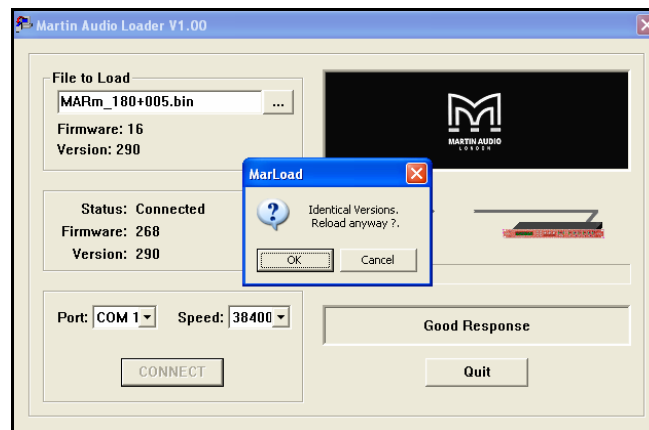 Martin Audio Loader V1.00
File to Load
MARm_180+005.bin
...
Firmware: 16
Version: 290
MARTIN AUDIO
LONDON
MarLoad
Identical Versions.
Reload anyway ?.
OK
Cancel
Status: Connected
Firmware: 268
Version: 290
Port: COM 1
Speed: 38400
CONNECT
Good Response
Quit